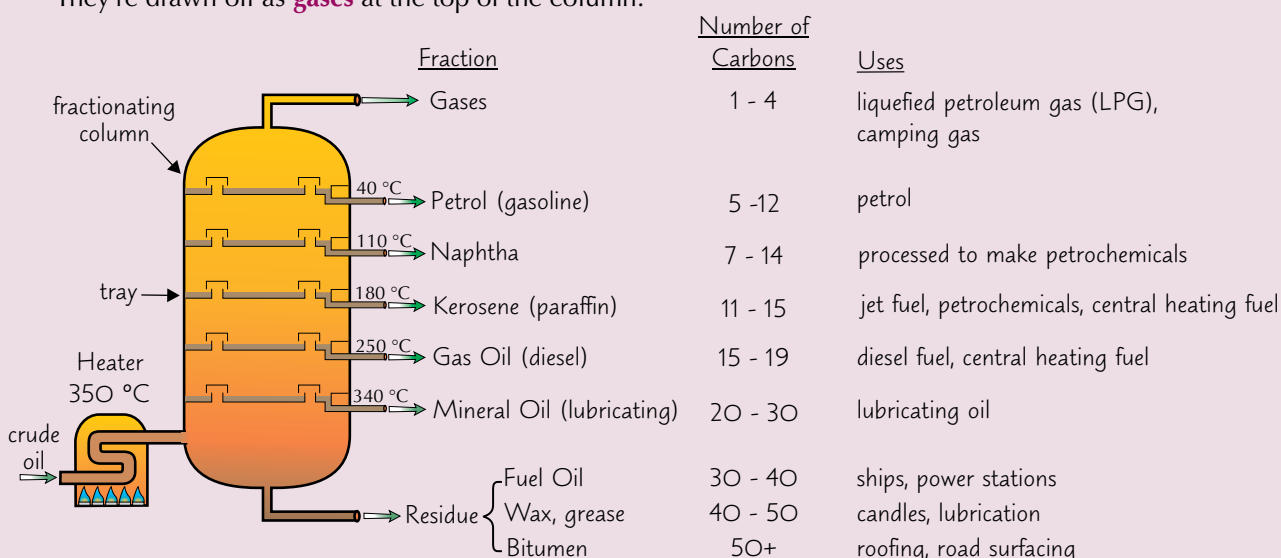 They're drawn off as gases at the top of the column.
Number of
Fraction Carbons Uses
fractionating column
Gases 1 - 4 liquefied petroleum gas (LPG),
camping gas
40 °C
Petrol (gasoline) 5 -12 petrol
110 °C
Naphtha 7 - 14 processed to make petrochemicals
tray
180 °C
Kerosene (paraffin) 11 - 15 jet fuel, petrochemicals, central heating fuel
250 °C
Gas Oil (diesel) 15 - 19 diesel fuel, central heating fuel
Heater
350 °C
340 °C
Mineral Oil (lubricating) 20 - 30 lubricating oil
crude
oil
Residue
Fuel Oil 30 - 40 ships, power stations
Wax, grease 40 - 50 candles, lubrication
Bitumen 50+ roofing, road surfacing